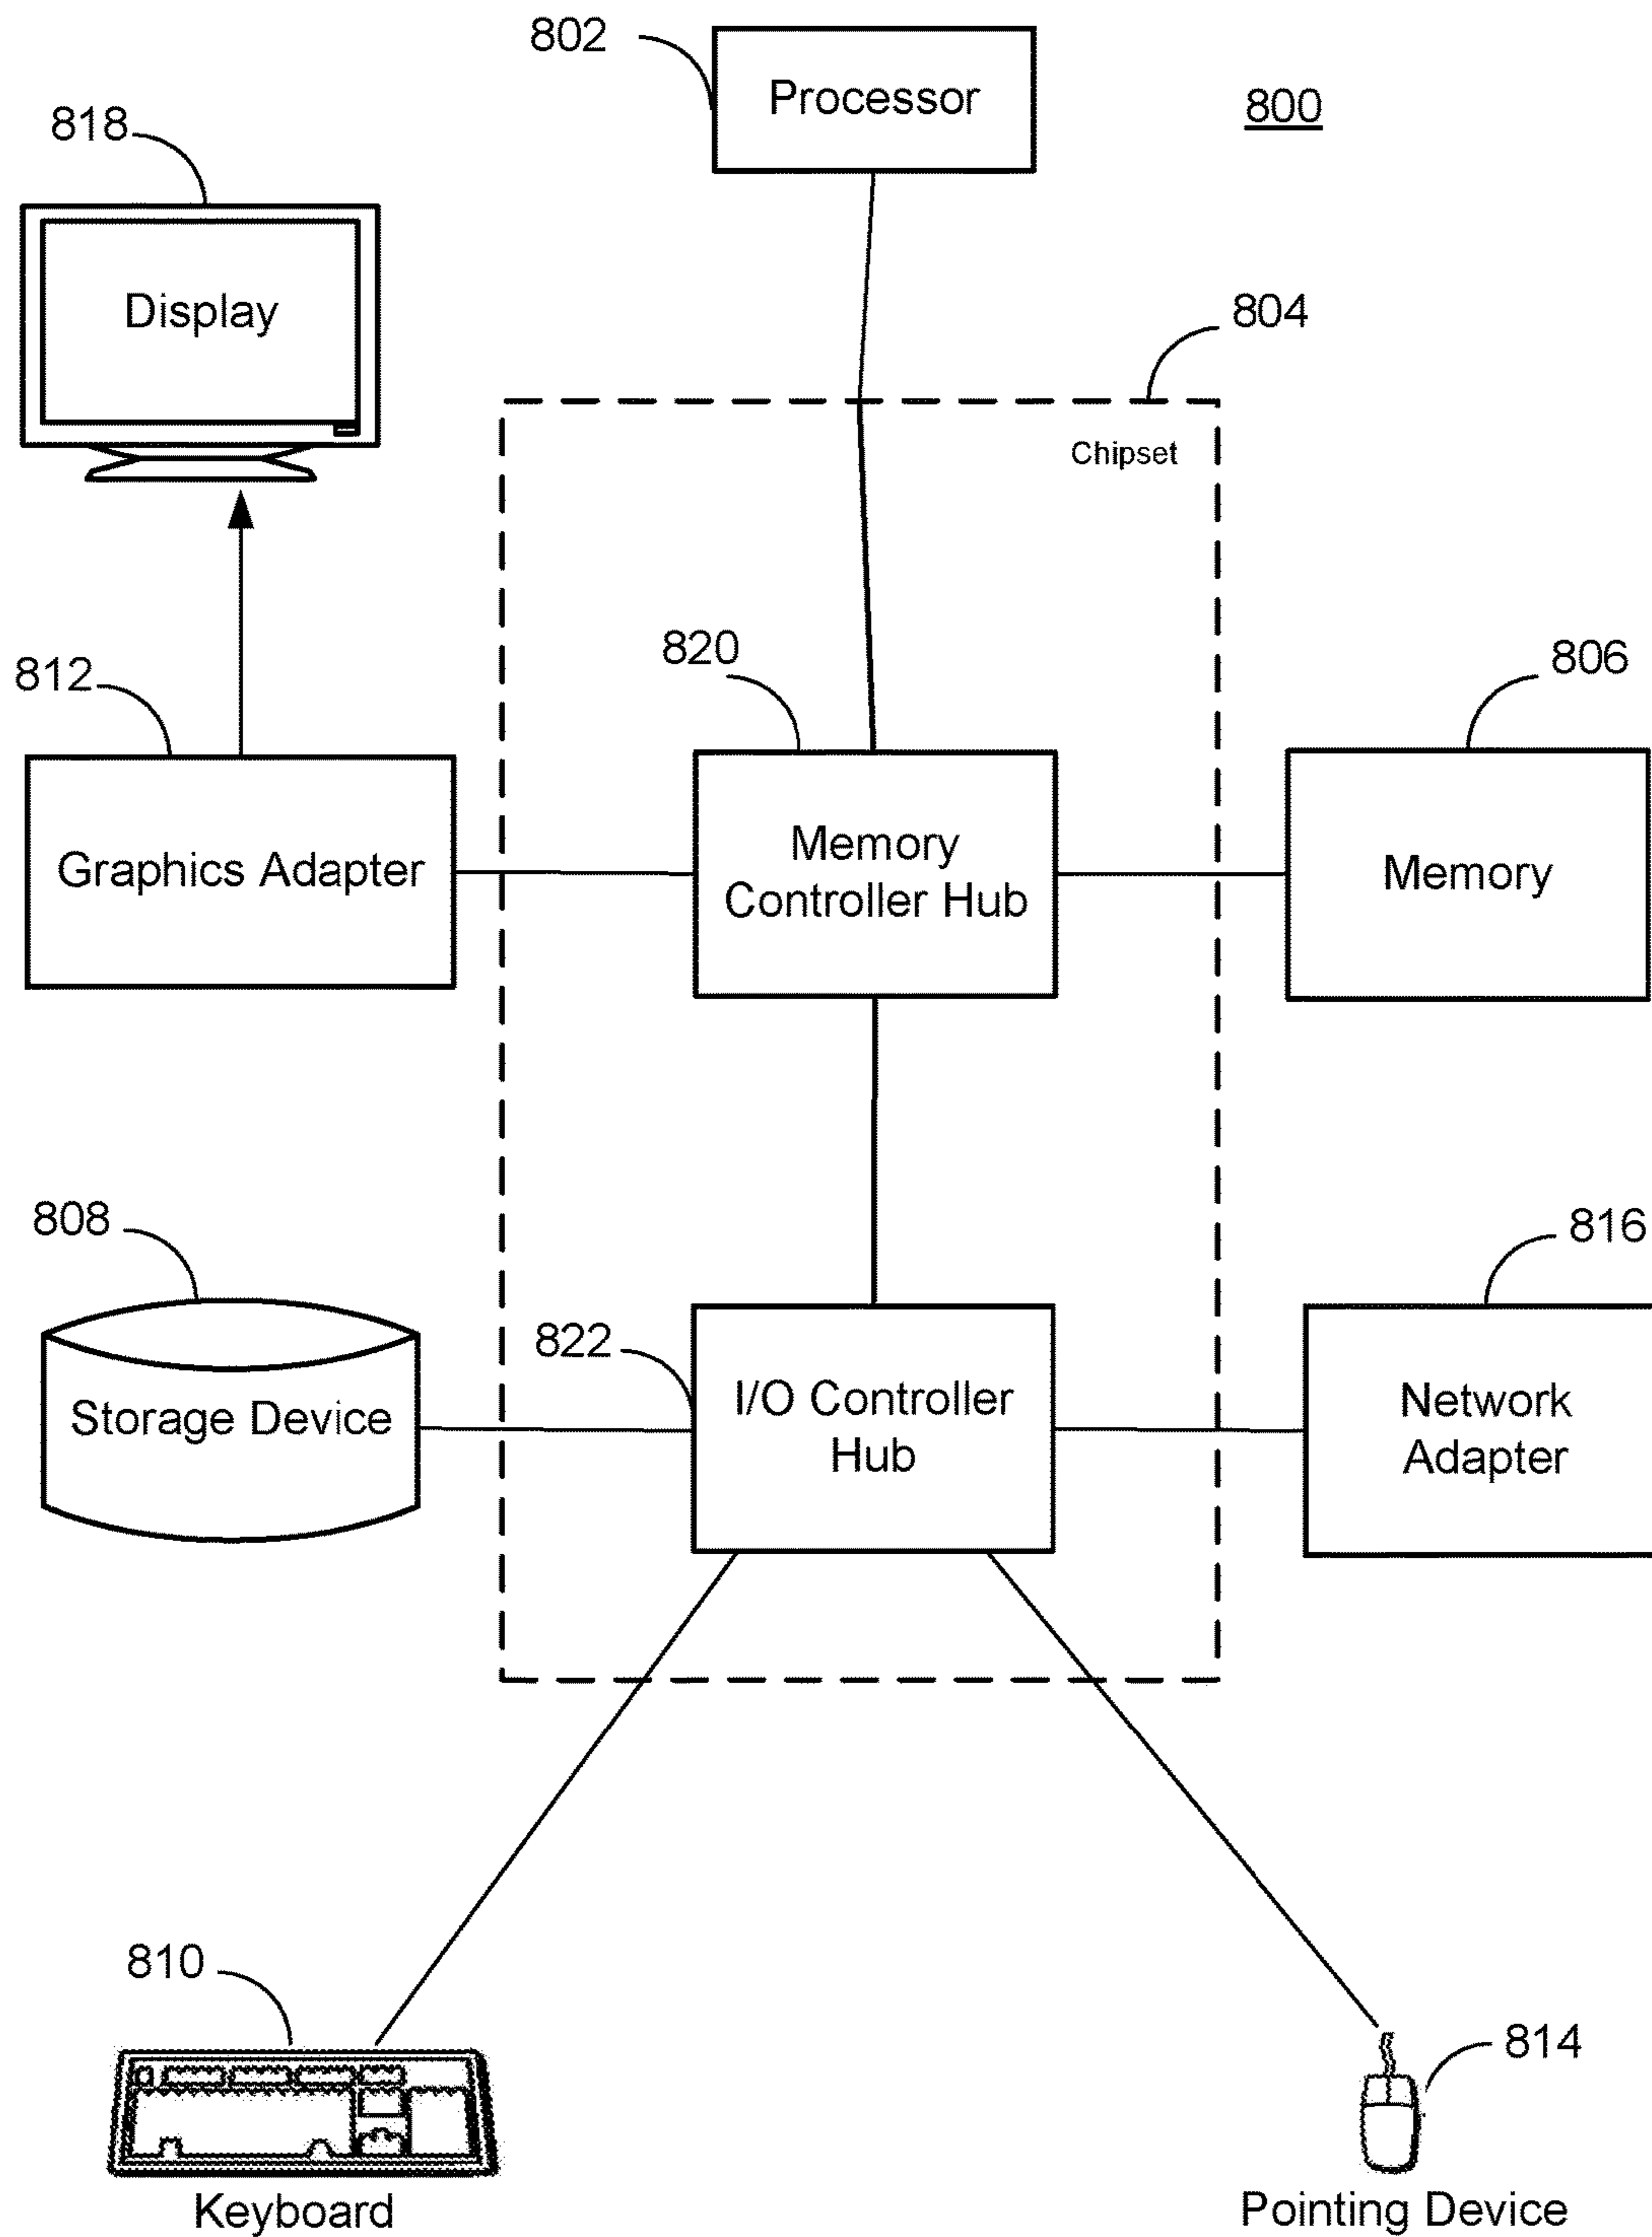 802
Processor
800
818
Display
804
Chipset
820
812
806
Graphics Adapter
Memory
Controller Hub
Memory
808
816
822
Storage Device
I/O Controller
Hub
Network
Adapter
810
814
Keyboard
Pointing Device